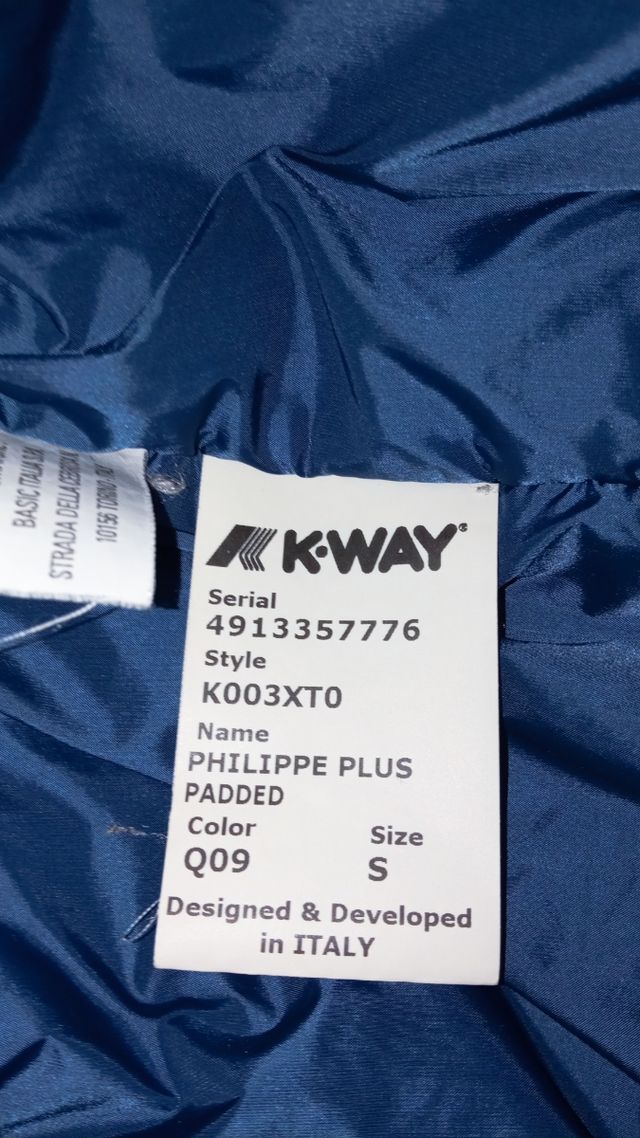 BASIC ITALIA
STRADA DELLA
10156 TORINO
K·WAY®
Serial
4913357776
Style
K003XT0
Name
PHILIPPE PLUS
PADDED
Color
Size
Q09
S
Designed & Developed
in ITALY